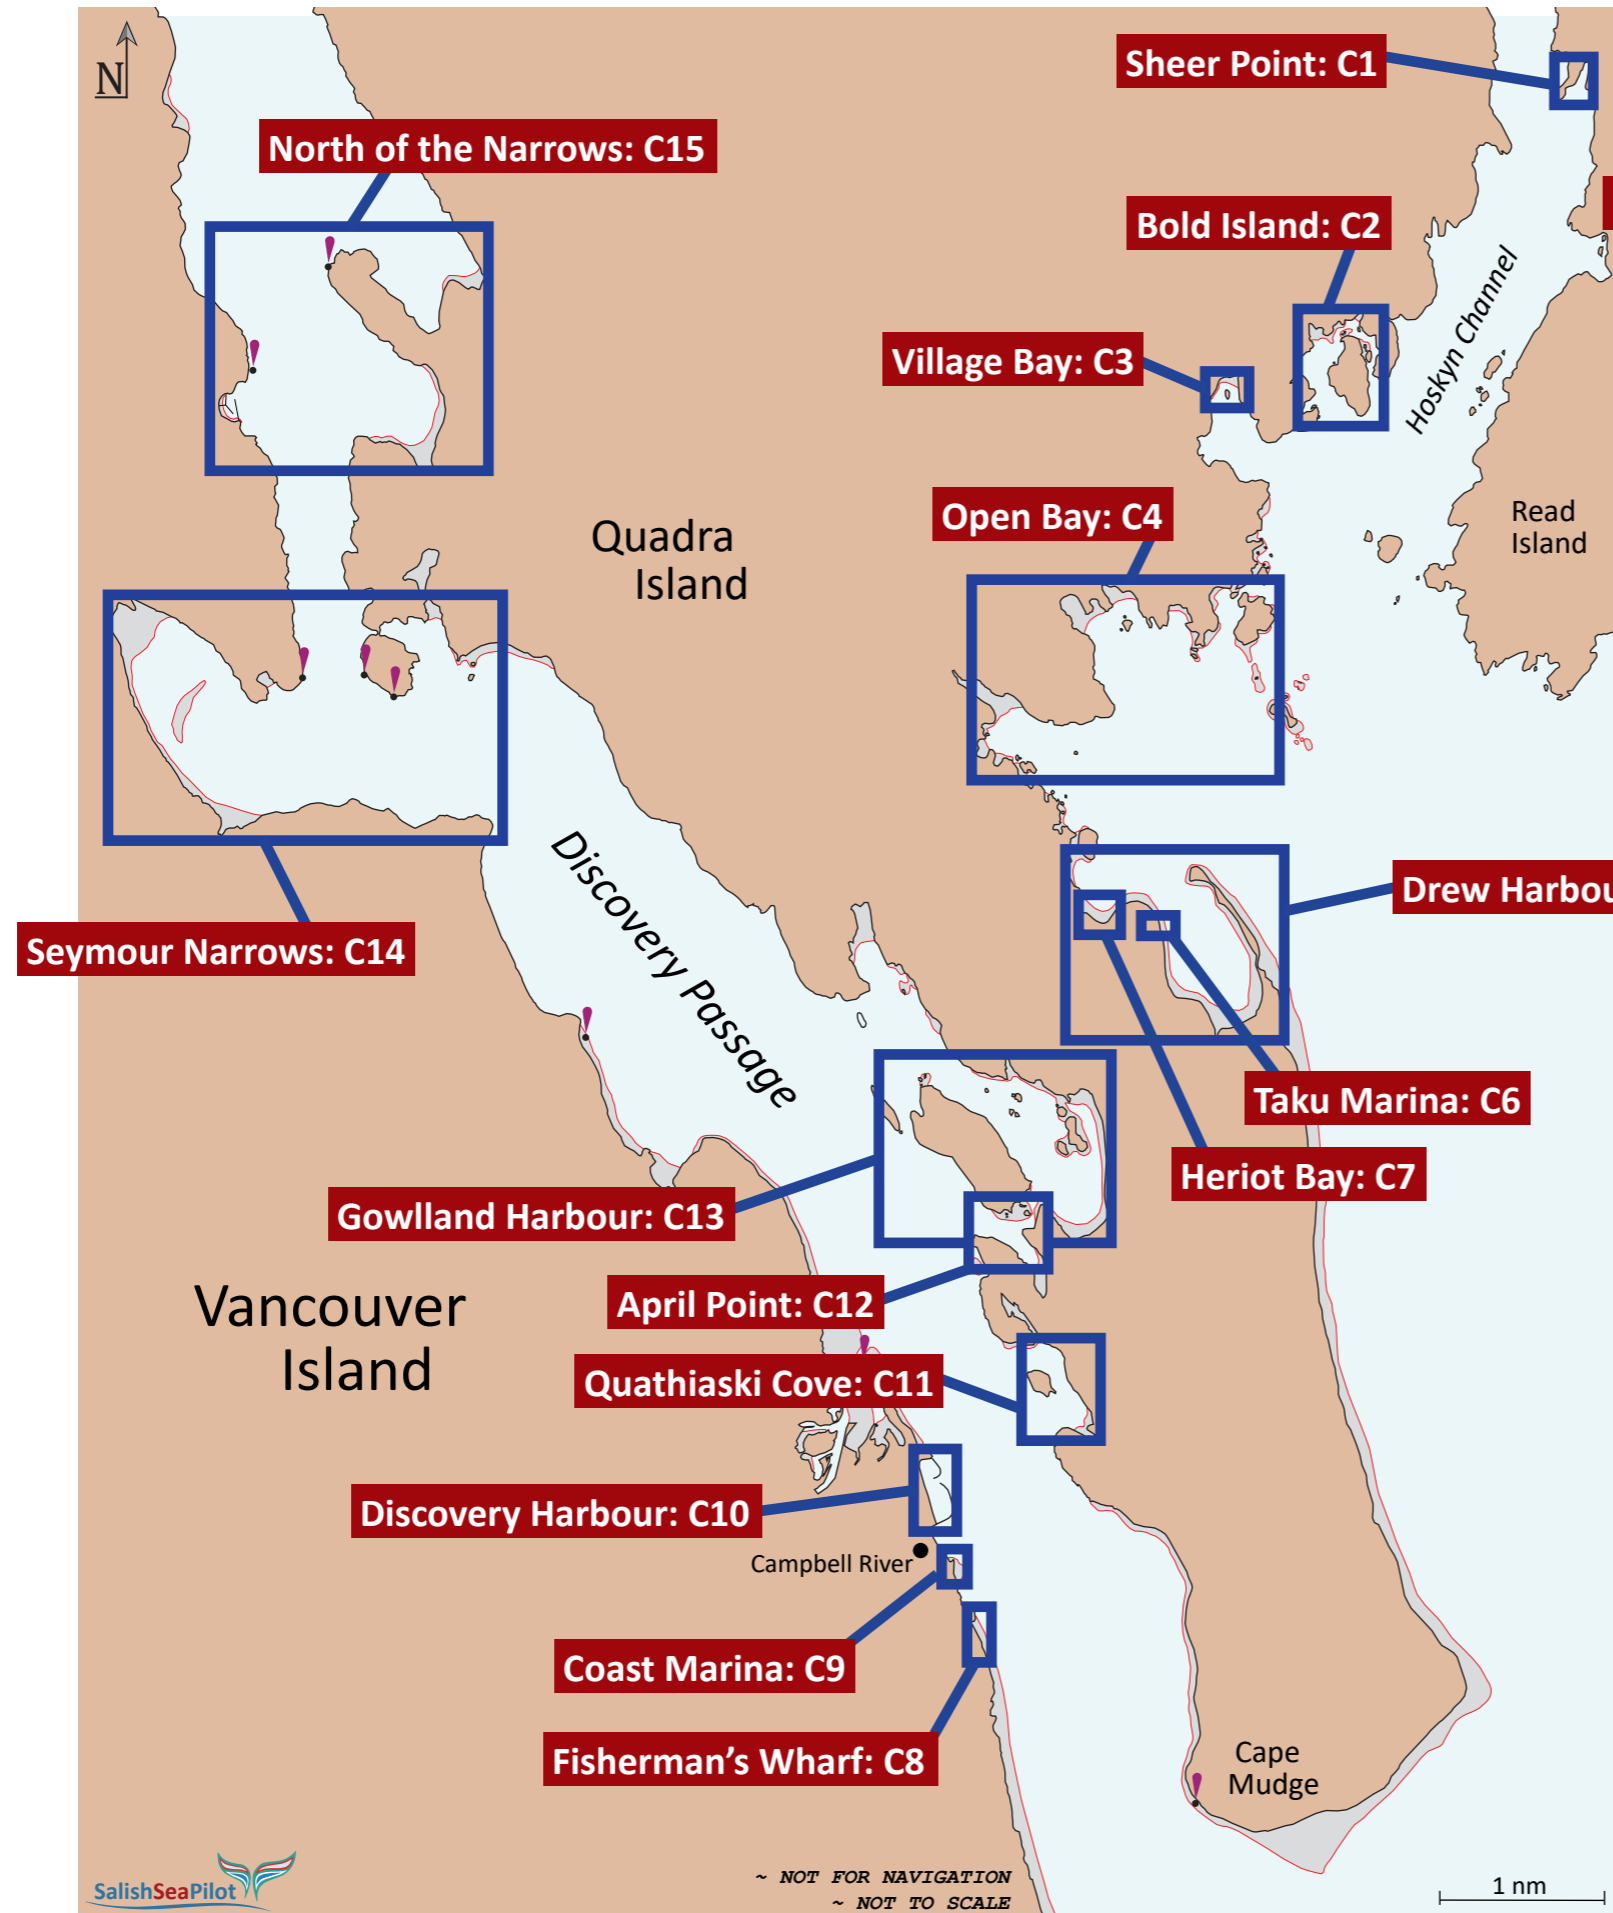 N
Sheer Point: C1
North of the Narrows: C15
Bold Island: C2
Hoskyn Channel
Village Bay: C3
Open Bay: C4
Read
Island
Quadra
Island
Discovery Passage
Drew Harbou
Seymour Narrows: C14
Taku Marina: C6
Heriot Bay: C7
Gowlland Harbour: C13
Vancouver
Island
April Point: C12
Quathiaski Cove: C11
Discovery Harbour: C10
Campbell River
Coast Marina: C9
Fisherman's Wharf: C8
Cape
Mudge
SalishSeaPilot
~ NOT FOR NAVIGATION
~ NOT TO SCALE
1 nm